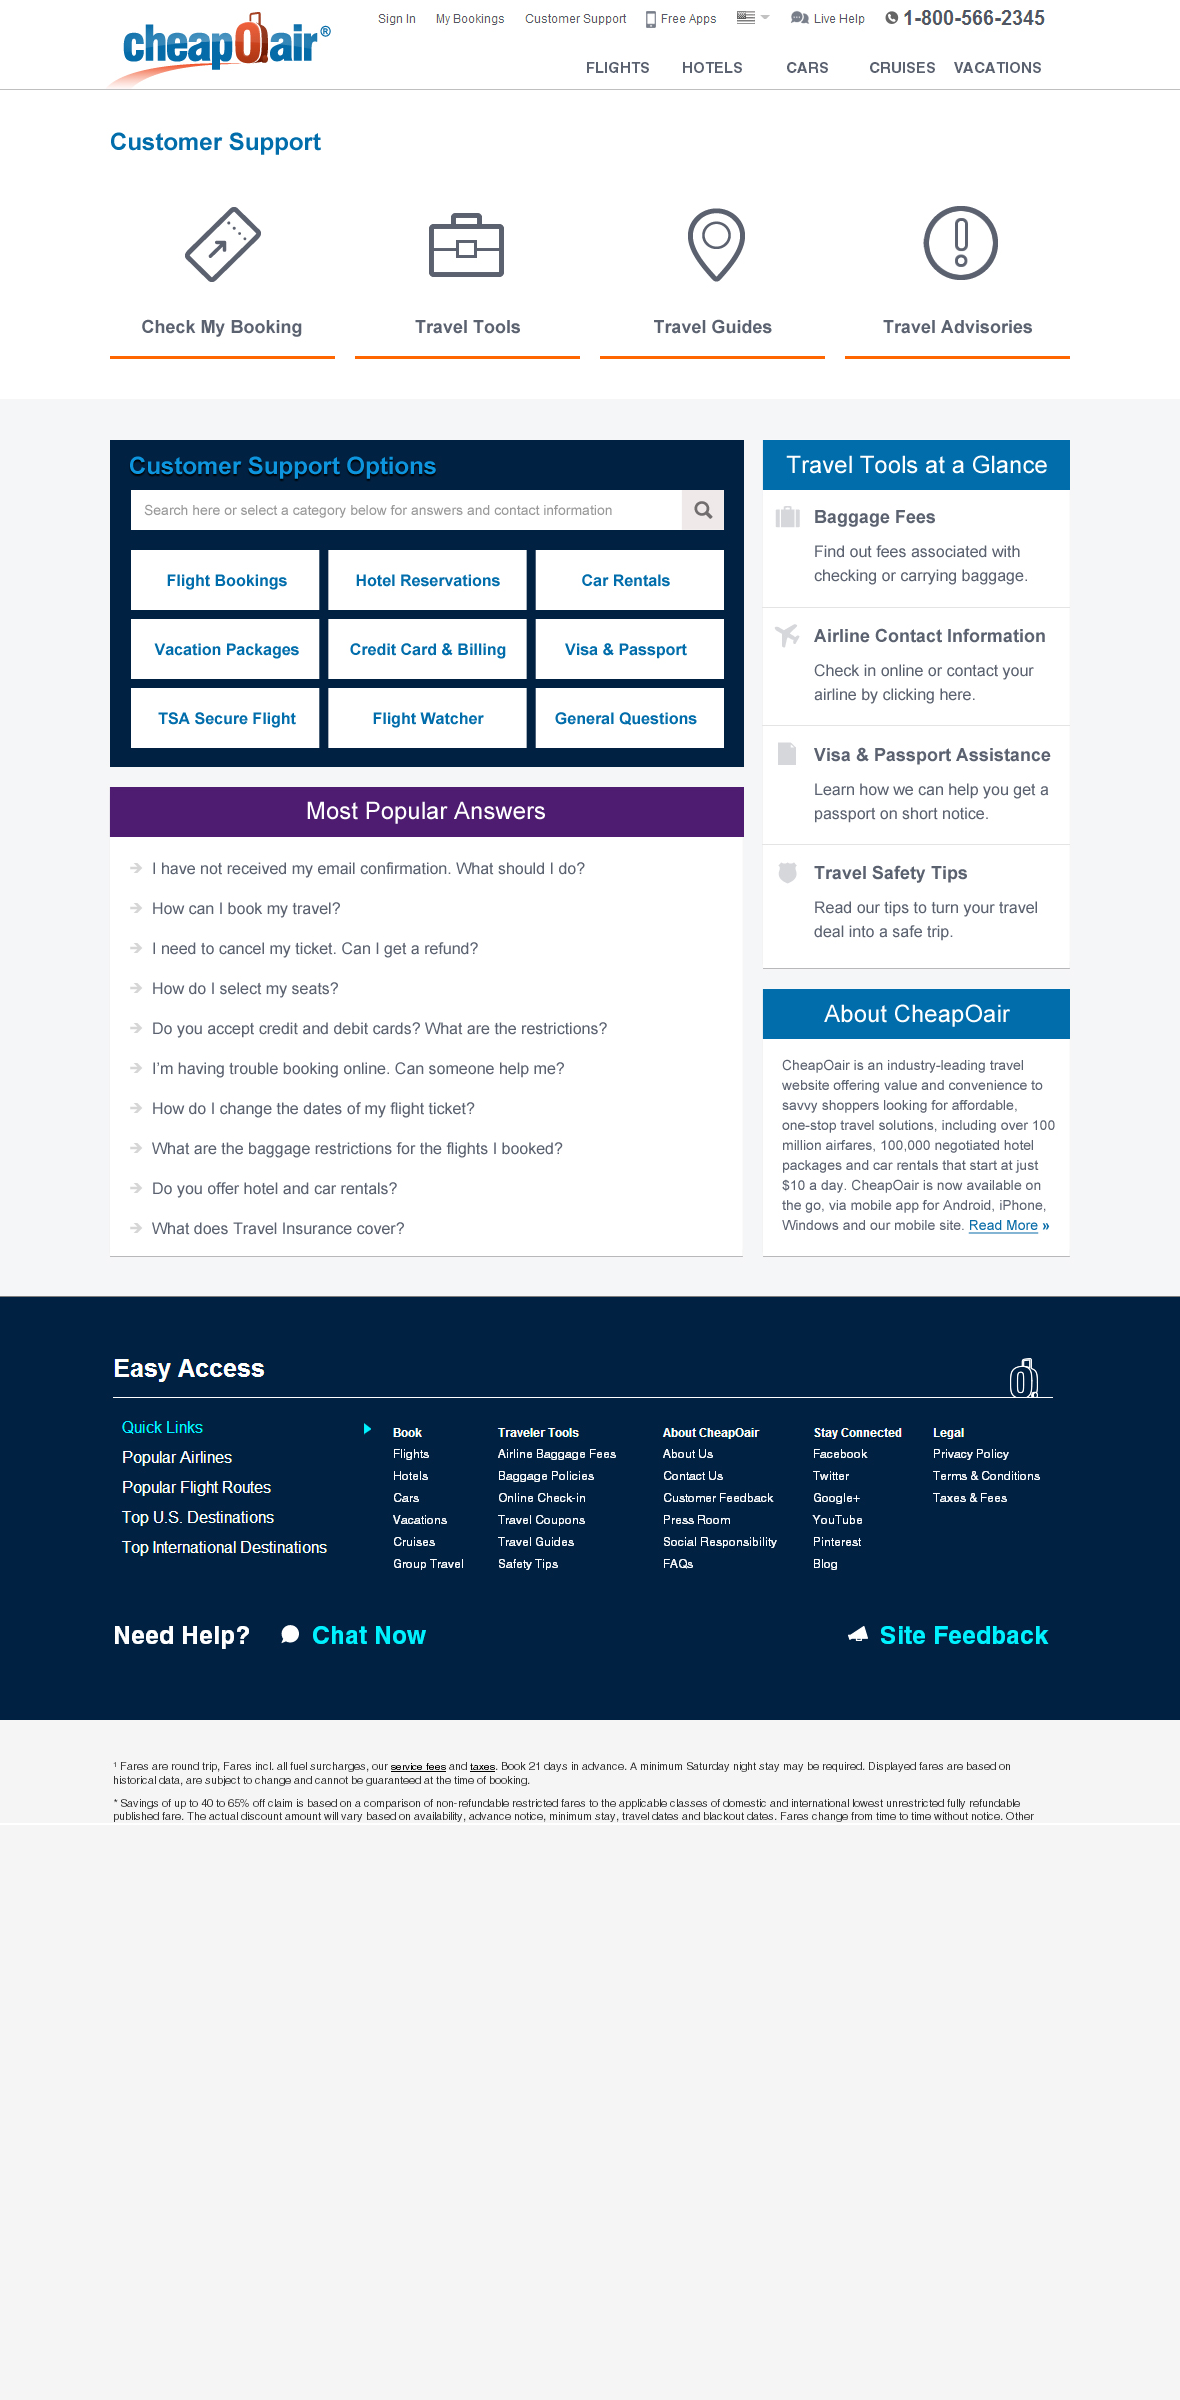 cheapOair®
Sign In My Bookings Customer Support Free Apps Live Help 1-800-566-2345
FLIGHTS HOTELS CARS CRUISES VACATIONS
Customer Support
Check My Booking Travel Tools Travel Guides Travel Advisories
Customer Support Options
Search here or select a category below for answers and contact information
Flight Bookings Hotel Reservations Car Rentals
Vacation Packages Credit Card & Billing Visa & Passport
TSA Secure Flight Flight Watcher General Questions
Most Popular Answers
I have not received my email confirmation. What should I do?
How can I book my travel?
I need to cancel my ticket. Can I get a refund?
How do I select my seats?
Do you accept credit and debit cards? What are the restrictions?
I'm having trouble booking online. Can someone help me?
How do I change the dates of my flight ticket?
What are the baggage restrictions for the flights I booked?
Do you offer hotel and car rentals?
What does Travel Insurance cover?
Travel Tools at a Glance
Baggage Fees
Find out fees associated with
checking or carrying baggage.
Airline Contact Information
Check in online or contact your
airline by clicking here.
Visa & Passport Assistance
Learn how we can help you get a
passport on short notice.
Travel Safety Tips
Read our tips to turn your travel
deal into a safe trip.
About CheapOair
CheapOair is an industry-leading travel
website offering value and convenience to
savvy shoppers looking for affordable,
one-stop travel solutions, including over 100
million airfares, 100,000 negotiated hotel
packages and car rentals that start at just
$10 a day. CheapOair is now available on
the go, via mobile app for Android, iPhone,
Windows and our mobile site. Read More »
Easy Access
Quick Links
Popular Airlines
Popular Flight Routes
Top U.S. Destinations
Top International Destinations
Book
Flights
Hotels
Cars
Vacations
Cruises
Group Travel
Traveler Tools
Airline Baggage Fees
Baggage Policies
Online Check-in
Travel Coupons
Travel Guides
Safety Tips
About CheapOair
About Us
Contact Us
Customer Feedback
Press Room
Social Responsibility
FAQs
Stay Connected
Facebook
Twitter
Google+
YouTube
Pinterest
Blog
Legal
Privacy Policy
Terms & Conditions
Taxes & Fees
Need Help? Chat Now Site Feedback
¹ Fares are round trip, Fares incl. all fuel surcharges, our service fees and taxes. Book 21 days in advance. A minimum Saturday night stay may be required. Displayed fares are based on
historical data, are subject to change and cannot be guaranteed at the time of booking.
* Savings of up to 40 to 65% off claim is based on a comparison of non-refundable restricted fares to the applicable classes of domestic and international lowest unrestricted fully refundable
published fare. The actual discount amount will vary based on availability, advance notice, minimum stay, travel dates and blackout dates. Fares change from time to time without notice. Other